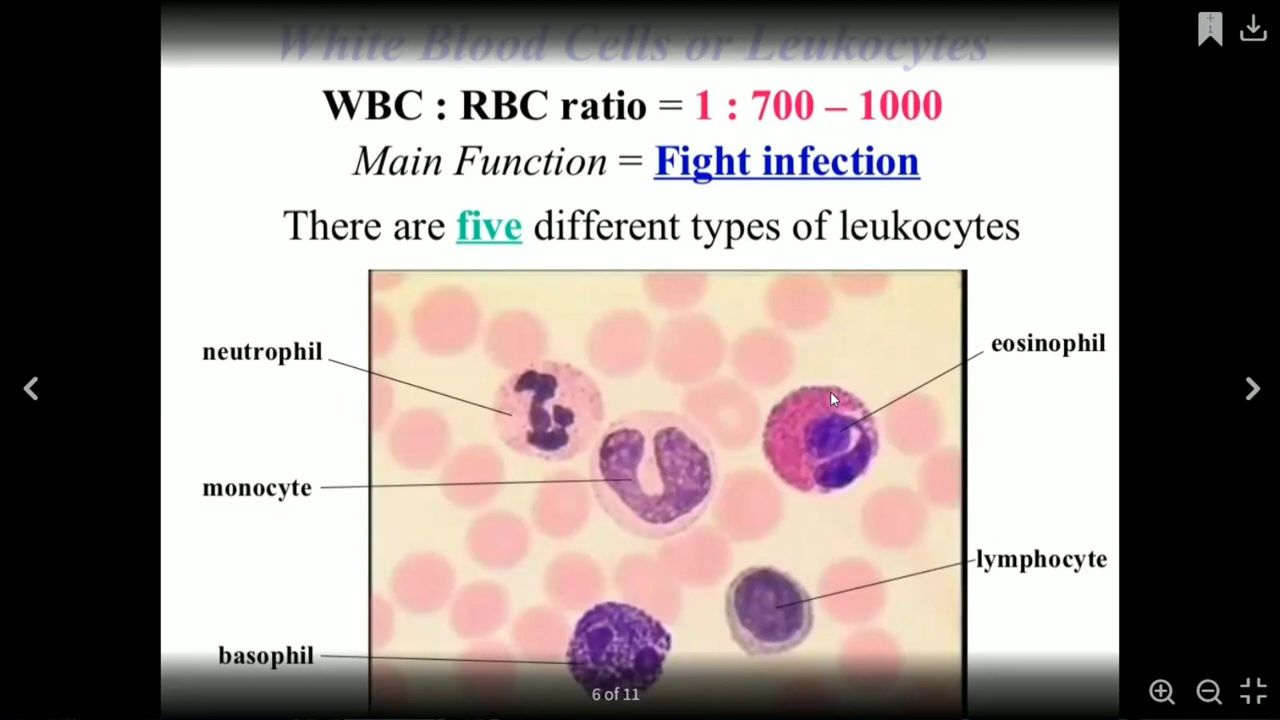 White Blood Cells or Leukocytes
WBC : RBC ratio = 1 : 700 – 1000
Main Function = Fight infection
There are five different types of leukocytes
neutrophil
eosinophil
monocyte
lymphocyte
basophil
6 of 11